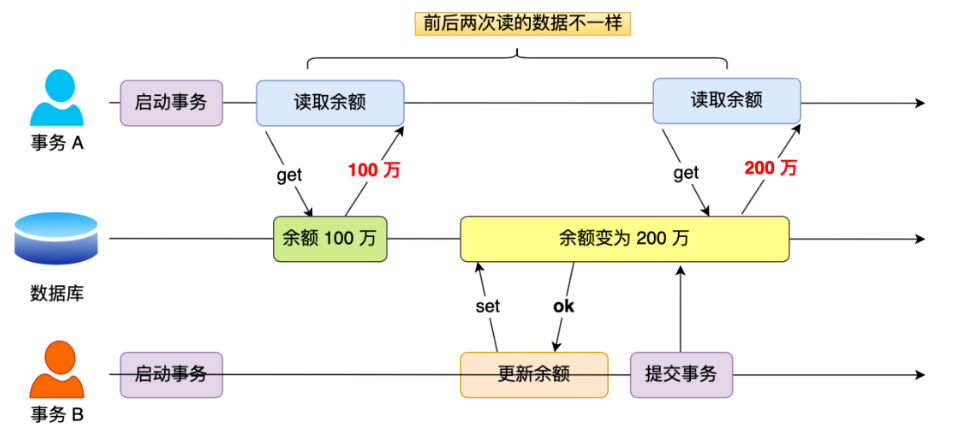 前后两次读的数据不一样
启动事务
读取余额
读取余额
事务 A
get
100 万
get
200 万
余额 100 万
余额变为 200 万
数据库
set
ok
启动事务
更新余额
提交事务
事务 B